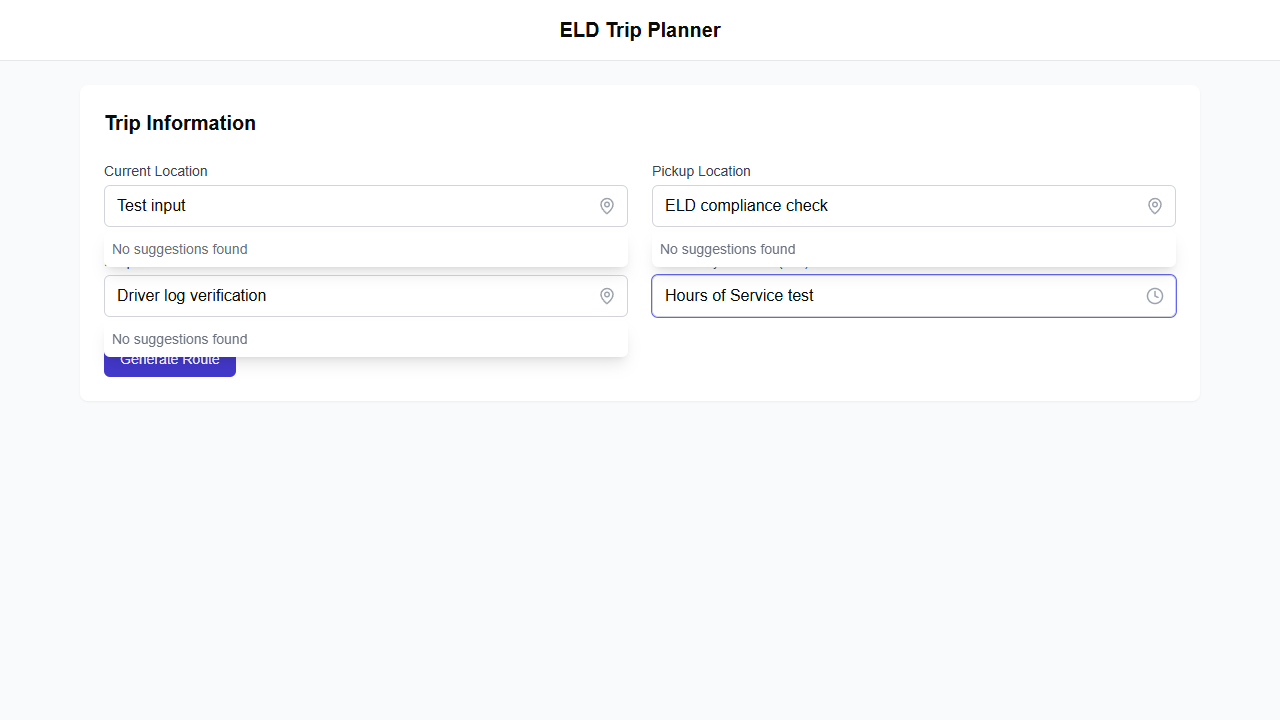 ELD Trip Planner
Trip Information
Current Location
Pickup Location
Test input
ELD compliance check
No suggestions found
No suggestions found
Driver log verification
Hours of Service test
No suggestions found
Generate Route